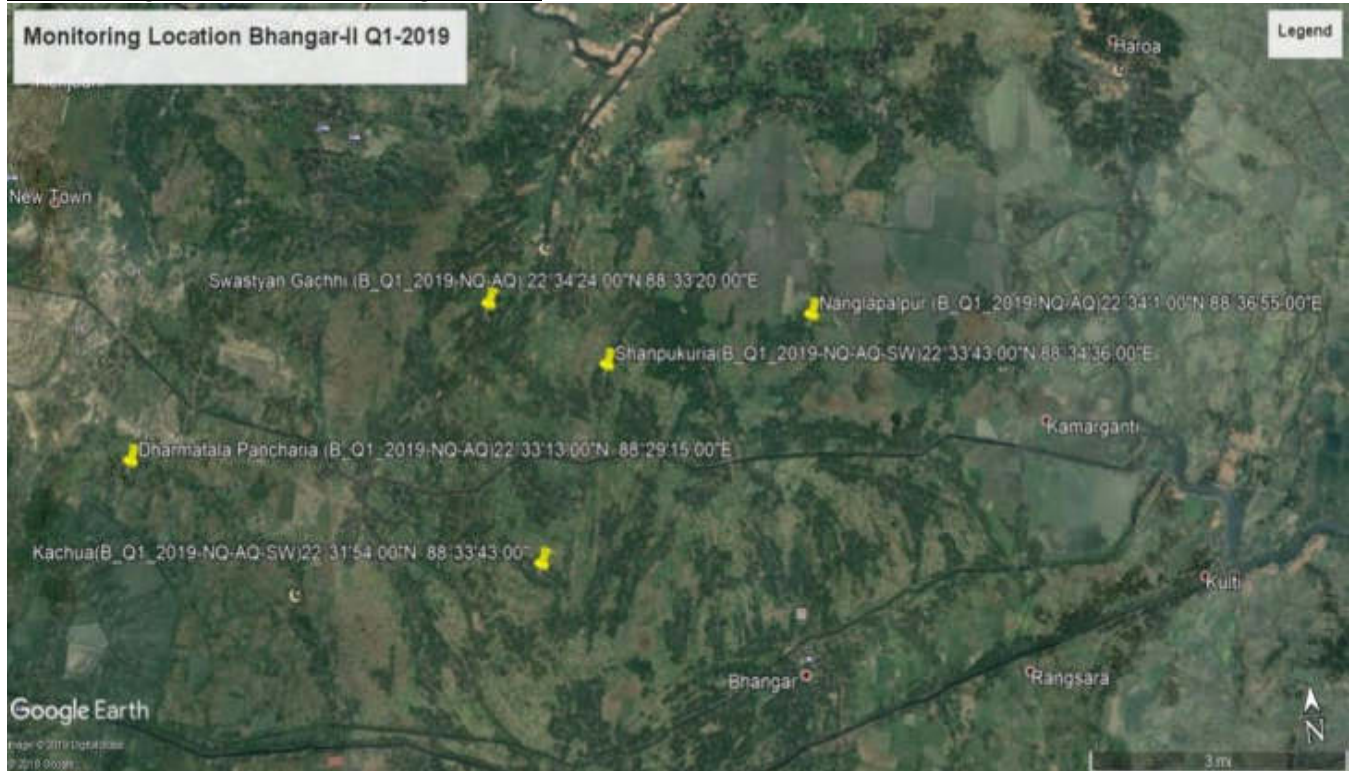 Monitoring Location Bhangar-II Q1-2019
Legend
Haroa
New Town
Swastyan Gachhi (B_Q1_2019-NQ-AQ) 22°34'24.00"N 88°33'20.00"E
Nanglapalpur (B_Q1_2019-NQ-AQ)22°34'1.00"N 88°36'55.00"E
Shanpukuria(B_Q1_2019-NQ-AQ-SW)22°33'43.00"N 88°34'36.00"E
Kamarganti
Dharmatala Pancharia (B_Q1_2019-NQ-AQ)22°33'13.00"N 88°29'15.00"E
Kachua(B_Q1_2019-NQ-AQ-SW)22°31'54.00"N 88°33'43.00"
Kulti
Bhangar
Rangsara
Google Earth
N
© 2018 Google
3 mi